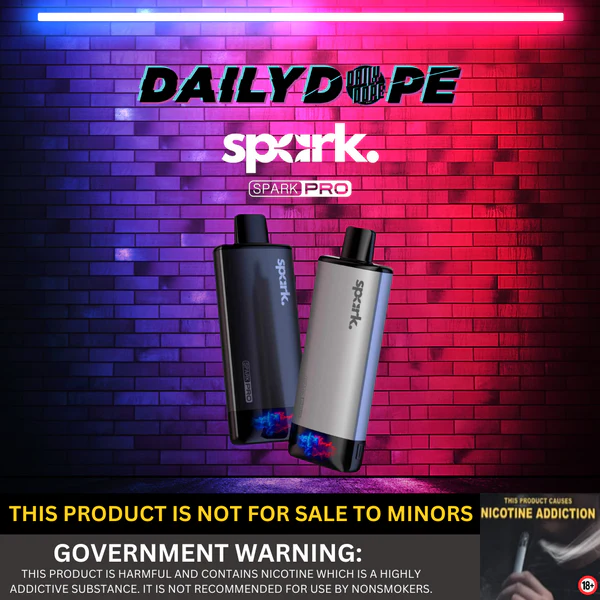 DAILYDOPE
spark.
SPARK PRO
spark.
SPARK PRO
spark.
THIS PRODUCT IS NOT FOR SALE TO MINORS
THIS PRODUCT CAUSES
NICOTINE ADDICTION
GOVERNMENT WARNING:
THIS PRODUCT IS HARMFUL AND CONTAINS NICOTINE WHICH IS A HIGHLY
ADDICTIVE SUBSTANCE. IT IS NOT RECOMMENDED FOR USE BY NONSMOKERS.
18+